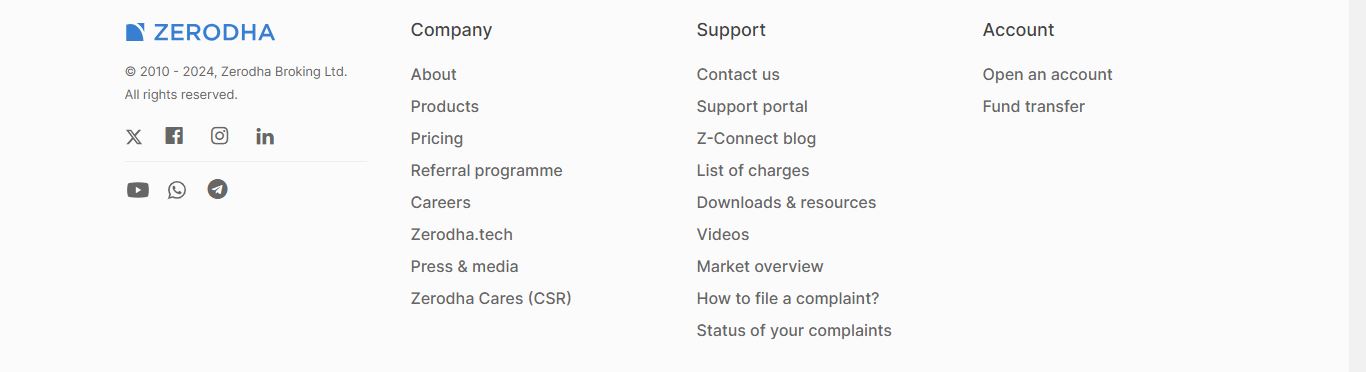 ZERODHA
© 2010 - 2024, Zerodha Broking Ltd.
All rights reserved.
Company
About
Products
Pricing
Referral programme
Careers
Zerodha.tech
Press & media
Zerodha Cares (CSR)
Support
Contact us
Support portal
Z-Connect blog
List of charges
Downloads & resources
Videos
Market overview
How to file a complaint?
Status of your complaints
Account
Open an account
Fund transfer